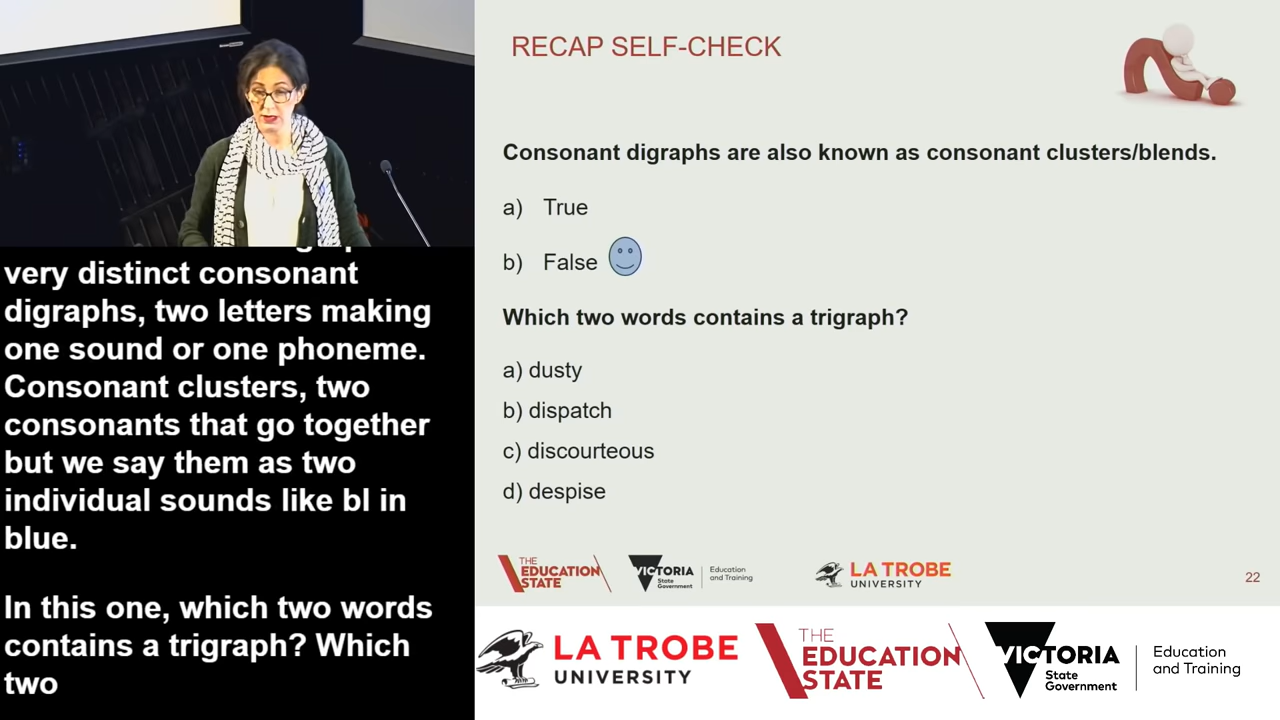 very distinct consonant
digraphs, two letters making
one sound or one phoneme.
Consonant clusters, two
consonants that go together
but we say them as two
individual sounds like bl in
blue.
In this one, which two words
contains a trigraph? Which
two
RECAP SELF-CHECK
Consonant digraphs are also known as consonant clusters/blends.
a) True
b) False
Which two words contains a trigraph?
a) dusty
b) dispatch
c) discourteous
d) despise
THE
EDUCATION
STATE
VICTORIA
State
Government
Education
and Training
LA TROBE
UNIVERSITY
22
LA TROBE
UNIVERSITY
THE
EDUCATION
STATE
VICTORIA
State
Government
Education
and Training